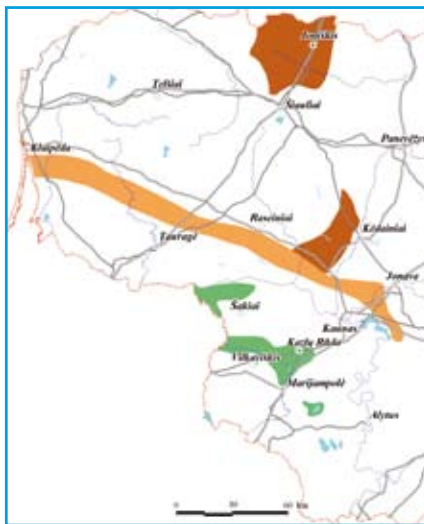 Joniškis
Telšiai
Šiauliai
Panevėžys
Klaipėda
Raseiniai
Kėdainiai
Tauragė
Jonava
Šakiai
Kaunas
Kazlų Rūda
Vilkaviškis
Marijampolė
Alytus
0 30 60 km